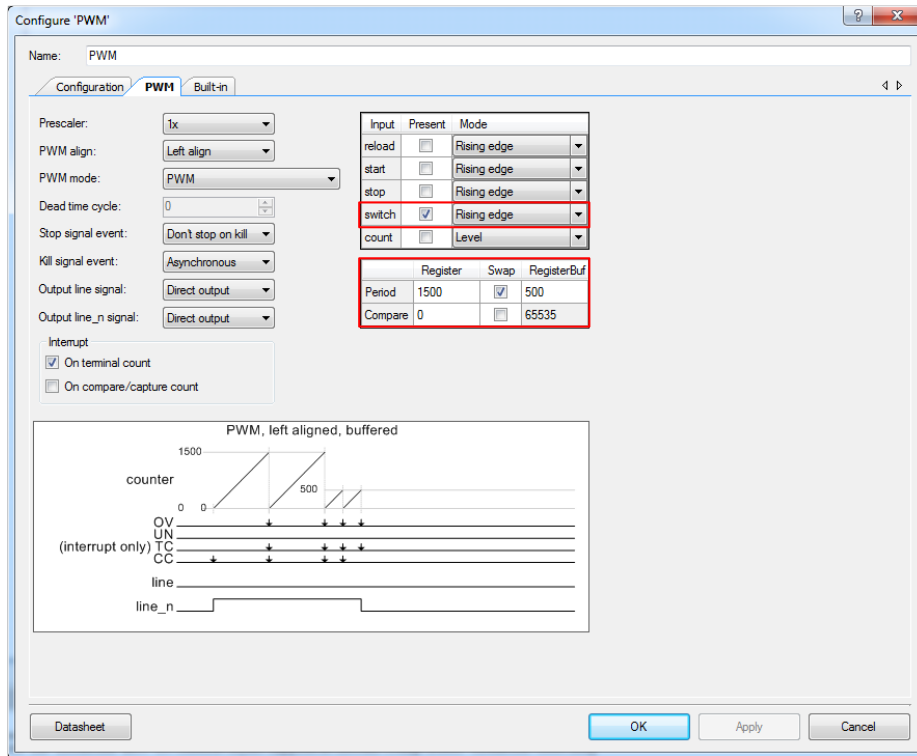 Configure 'PWM'
Name: PWM
Configuration PWM Built-in
Prescaler: 1x
PWM align: Left align
PWM mode: PWM
Dead time cycle: 0
Stop signal event: Don't stop on kill
Kill signal event: Asynchronous
Output line signal: Direct output
Output line_n signal: Direct output
Interrupt
On terminal count
On compare/capture count
Input Present Mode
reload Rising edge
start Rising edge
stop Rising edge
switch Rising edge
count Level
Register Swap RegisterBuf
Period 1500 500
Compare 0 65535
PWM, left aligned, buffered
1500
counter
500
0 0
OV
UN
(interrupt only) TC
CC
line
line_n
Datasheet OK Apply Cancel